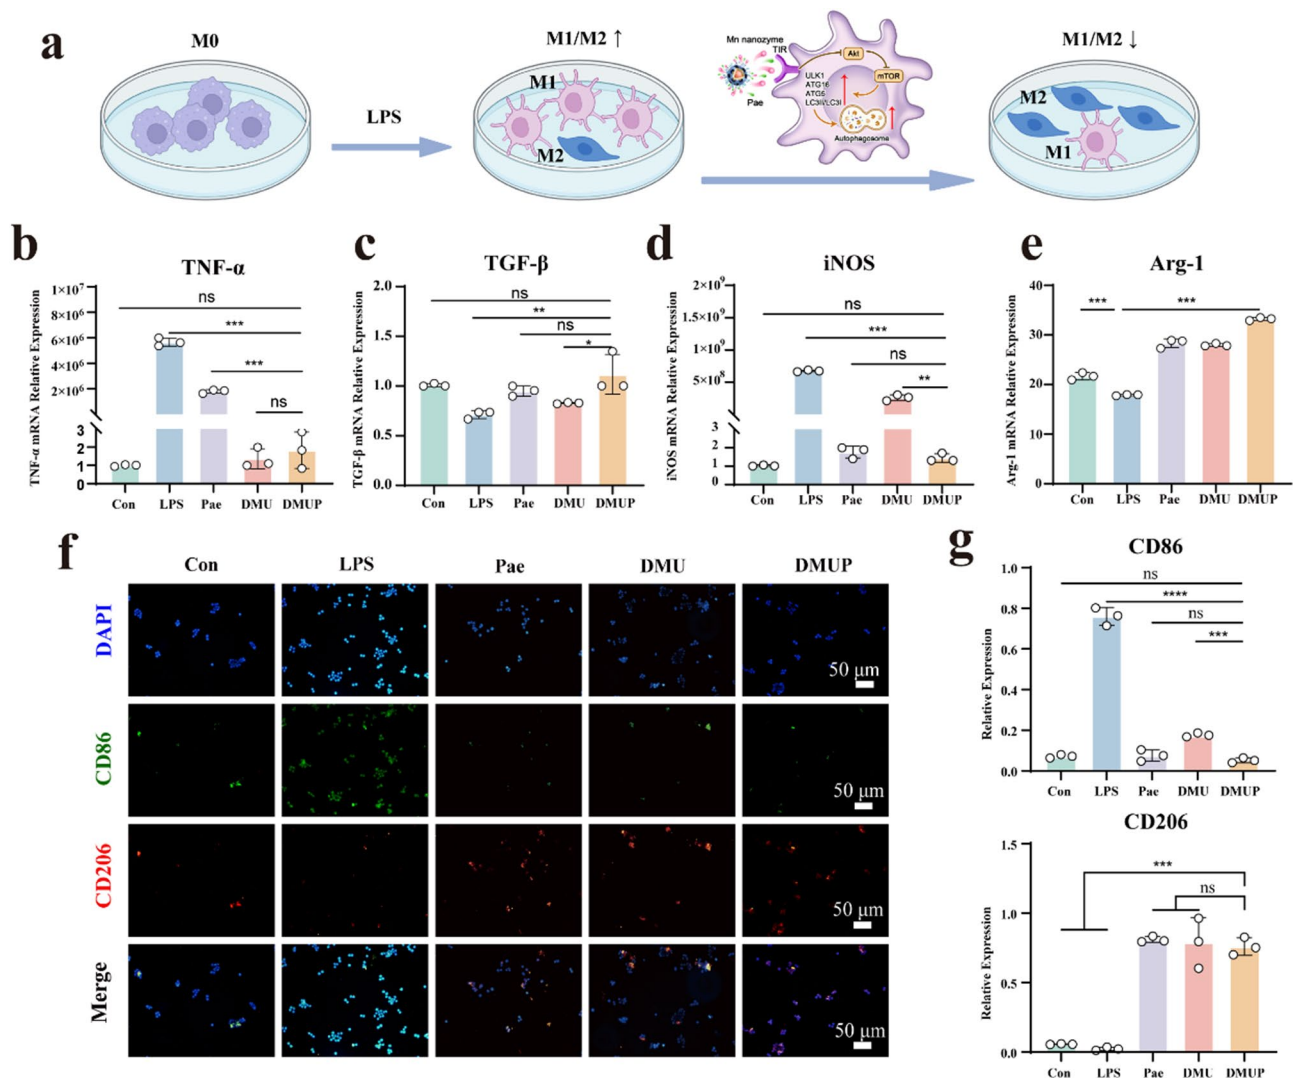 a
M0
LPS
M1/M2 ↑
M1
M2
Mn nanozyme
TIR
Pae
Akt
mTOR
ULK1
ATG16
ATG5
LC3II/LC3I
Autophagosome
M1/M2 ↓
M2
M1
b
TNF-α
TNF-α mRNA Relative Expression
1×10⁷
8×10⁶
6×10⁶
4×10⁶
2×10⁶
3
2
1
0
ns
***
***
ns
Con LPS Pae DMU DMUP
c
TGF-β
TGF-β mRNA Relative Expression
2.0
1.5
1.0
0.5
0.0
ns
**
ns
*
Con LPS Pae DMU DMUP
d
iNOS
iNOS mRNA Relative Expression
2×10⁹
1.5×10⁹
1×10⁹
5×10⁸
3
2
1
0
ns
***
ns
**
Con LPS Pae DMU DMUP
e
Arg-1
Arg-1 mRNA Relative Expression
40
30
20
10
0
*** ***
Con LPS Pae DMU DMUP
f
Con LPS Pae DMU DMUP
DAPI
50 μm
CD86
50 μm
CD206
50 μm
Merge
50 μm
g
CD86
Relative Expression
1.0
0.8
0.6
0.4
0.2
0.0
ns
****
ns
***
Con LPS Pae DMU DMUP
CD206
Relative Expression
1.5
1.0
0.5
0.0
***
ns
Con LPS Pae DMU DMUP